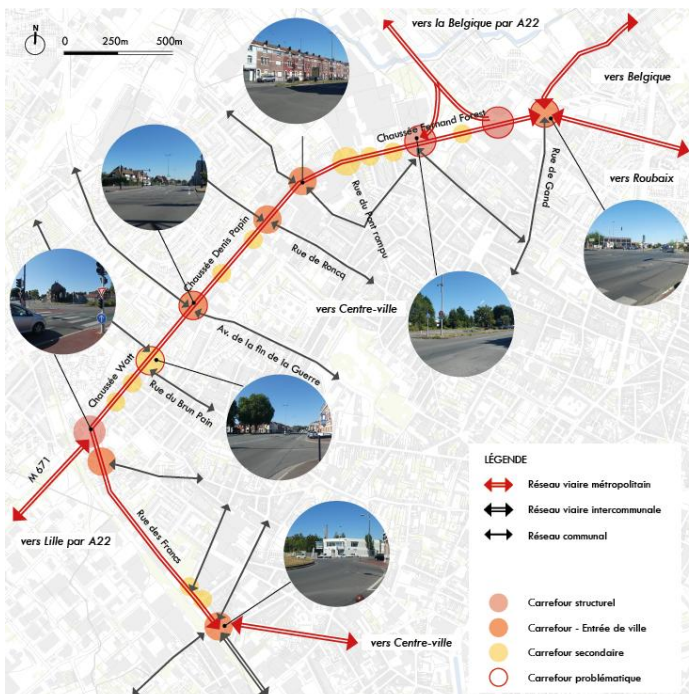 N
0 250m 500m
vers la Belgique par A22
vers Belgique
vers Roubaix
Chaussée Fernand Forest
Rue de Gand
Rue du Pont rompu
Chaussée Denis Papin
Rue de Roncq
vers Centre-ville
Av. de la fin de la Guerre
Chaussée Watt
Rue du Brun Pain
M 671
vers Lille par A22
Rue des Francs
vers Centre-ville
LÉGENDE
Réseau viaire métropolitain
Réseau viaire intercommunale
Réseau communal
Carrefour structurel
Carrefour - Entrée de ville
Carrefour secondaire
Carrefour problématique